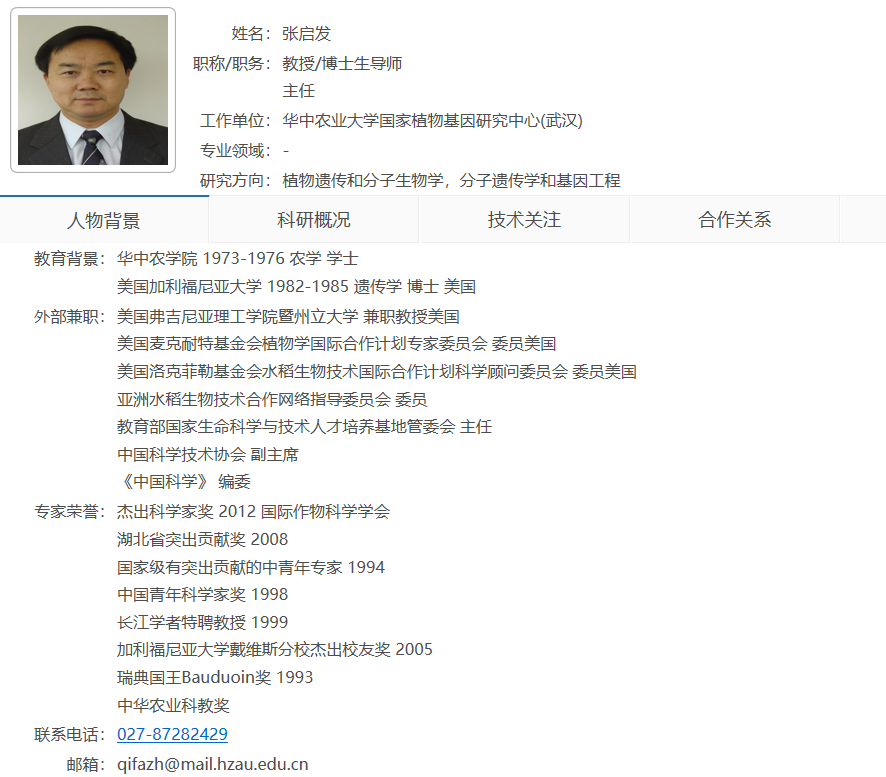 姓名： 张启发
职称/职务： 教授/博士生导师
主任
工作单位： 华中农业大学国家植物基因研究中心(武汉)
专业领域： -
研究方向： 植物遗传和分子生物学，分子遗传学和基因工程
人物背景 科研概况 技术关注 合作关系
教育背景： 华中农学院 1973-1976 农学 学士
美国加利福尼亚大学 1982-1985 遗传学 博士 美国
外部兼职： 美国弗吉尼亚理工学院暨州立大学 兼职教授美国
美国麦克耐特基金会植物学国际合作计划专家委员会 委员美国
美国洛克菲勒基金会水稻生物技术国际合作计划科学顾问委员会 委员美国
亚洲水稻生物技术合作网络指导委员会 委员
教育部国家生命科学与技术人才培养基地管委会 主任
中国科学技术协会 副主席
《中国科学》 编委
专家荣誉： 杰出科学家奖 2012 国际作物科学学会
湖北省突出贡献奖 2008
国家级有突出贡献的中青年专家 1994
中国青年科学家奖 1998
长江学者特聘教授 1999
加利福尼亚大学戴维斯分校杰出校友奖 2005
瑞典国王Bauduoin奖 1993
中华农业科教奖
联系电话： 027-87282429
邮箱： qifazh@mail.hzau.edu.cn